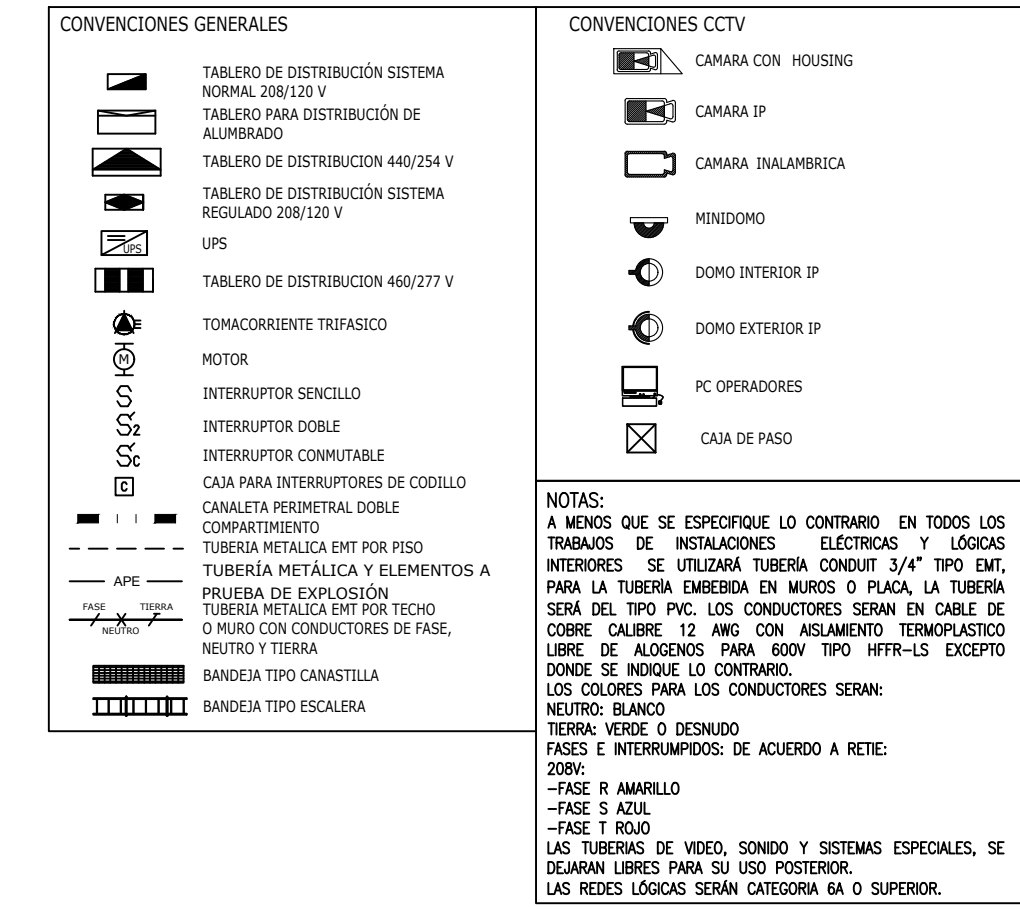 CONVENCIONES GENERALES
TABLERO DE DISTRIBUCIÓN SISTEMA
NORMAL 208/120 V
TABLERO PARA DISTRIBUCIÓN DE
ALUMBRADO
TABLERO DE DISTRIBUCION 440/254 V
TABLERO DE DISTRIBUCIÓN SISTEMA
REGULADO 208/120 V
UPS
UPS
TABLERO DE DISTRIBUCION 460/277 V
TOMACORRIENTE TRIFASICO
M
MOTOR
S
INTERRUPTOR SENCILLO
S2
INTERRUPTOR DOBLE
Sc
INTERRUPTOR CONMUTABLE
C
CAJA PARA INTERRUPTORES DE CODILLO
CANALETA PERIMETRAL DOBLE
COMPARTIMIENTO
TUBERIA METALICA EMT POR PISO
APE
TUBERÍA METÁLICA Y ELEMENTOS A
PRUEBA DE EXPLOSIÓN
FASE
TIERRA
NEUTRO
TUBERIA METALICA EMT POR TECHO
O MURO CON CONDUCTORES DE FASE,
NEUTRO Y TIERRA
BANDEJA TIPO CANASTILLA
BANDEJA TIPO ESCALERA
CONVENCIONES CCTV
CAMARA CON HOUSING
CAMARA IP
CAMARA INALAMBRICA
MINIDOMO
DOMO INTERIOR IP
DOMO EXTERIOR IP
PC OPERADORES
CAJA DE PASO
NOTAS:
A MENOS QUE SE ESPECIFIQUE LO CONTRARIO EN TODOS LOS
TRABAJOS DE INSTALACIONES ELÉCTRICAS Y LÓGICAS
INTERIORES SE UTILIZARÁ TUBERÍA CONDUIT 3/4" TIPO EMT,
PARA LA TUBERÌA EMBEBIDA EN MUROS O PLACA, LA TUBERÍA
SERÁ DEL TIPO PVC. LOS CONDUCTORES SERAN EN CABLE DE
COBRE CALIBRE 12 AWG CON AISLAMIENTO TERMOPLASTICO
LIBRE DE ALOGENOS PARA 600V TIPO HFFR-LS EXCEPTO
DONDE SE INDIQUE LO CONTRARIO.
LOS COLORES PARA LOS CONDUCTORES SERAN:
NEUTRO: BLANCO
TIERRA: VERDE O DESNUDO
FASES E INTERRUMPIDOS: DE ACUERDO A RETIE:
208V:
-FASE R AMARILLO
-FASE S AZUL
-FASE T ROJO
LAS TUBERIAS DE VIDEO, SONIDO Y SISTEMAS ESPECIALES, SE
DEJARAN LIBRES PARA SU USO POSTERIOR.
LAS REDES LÓGICAS SERÁN CATEGORIA 6A O SUPERIOR.